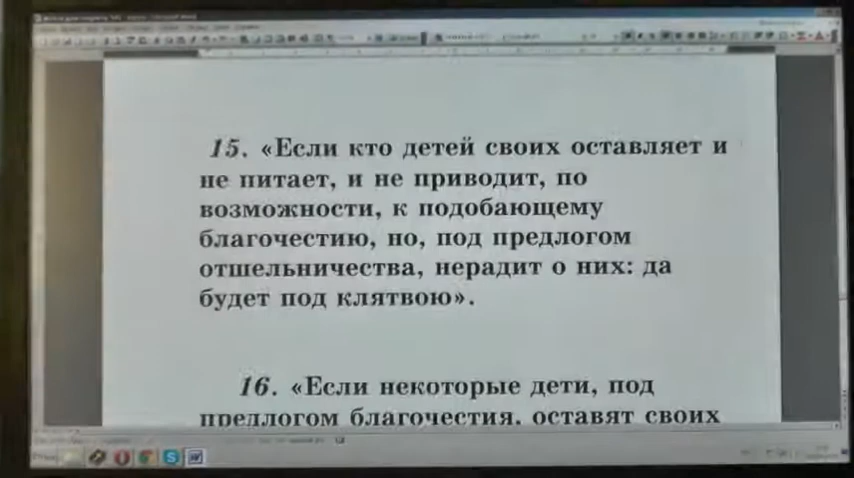 15. «Если кто детей своих оставляет и
не питает, и не приводит, по
возможности, к подобающему
благочестию, но, под предлогом
отшельничества, нерадит о них: да
будет под клятвою».
16. «Если некоторые дети, под
предлогом благочестия, оставят своих